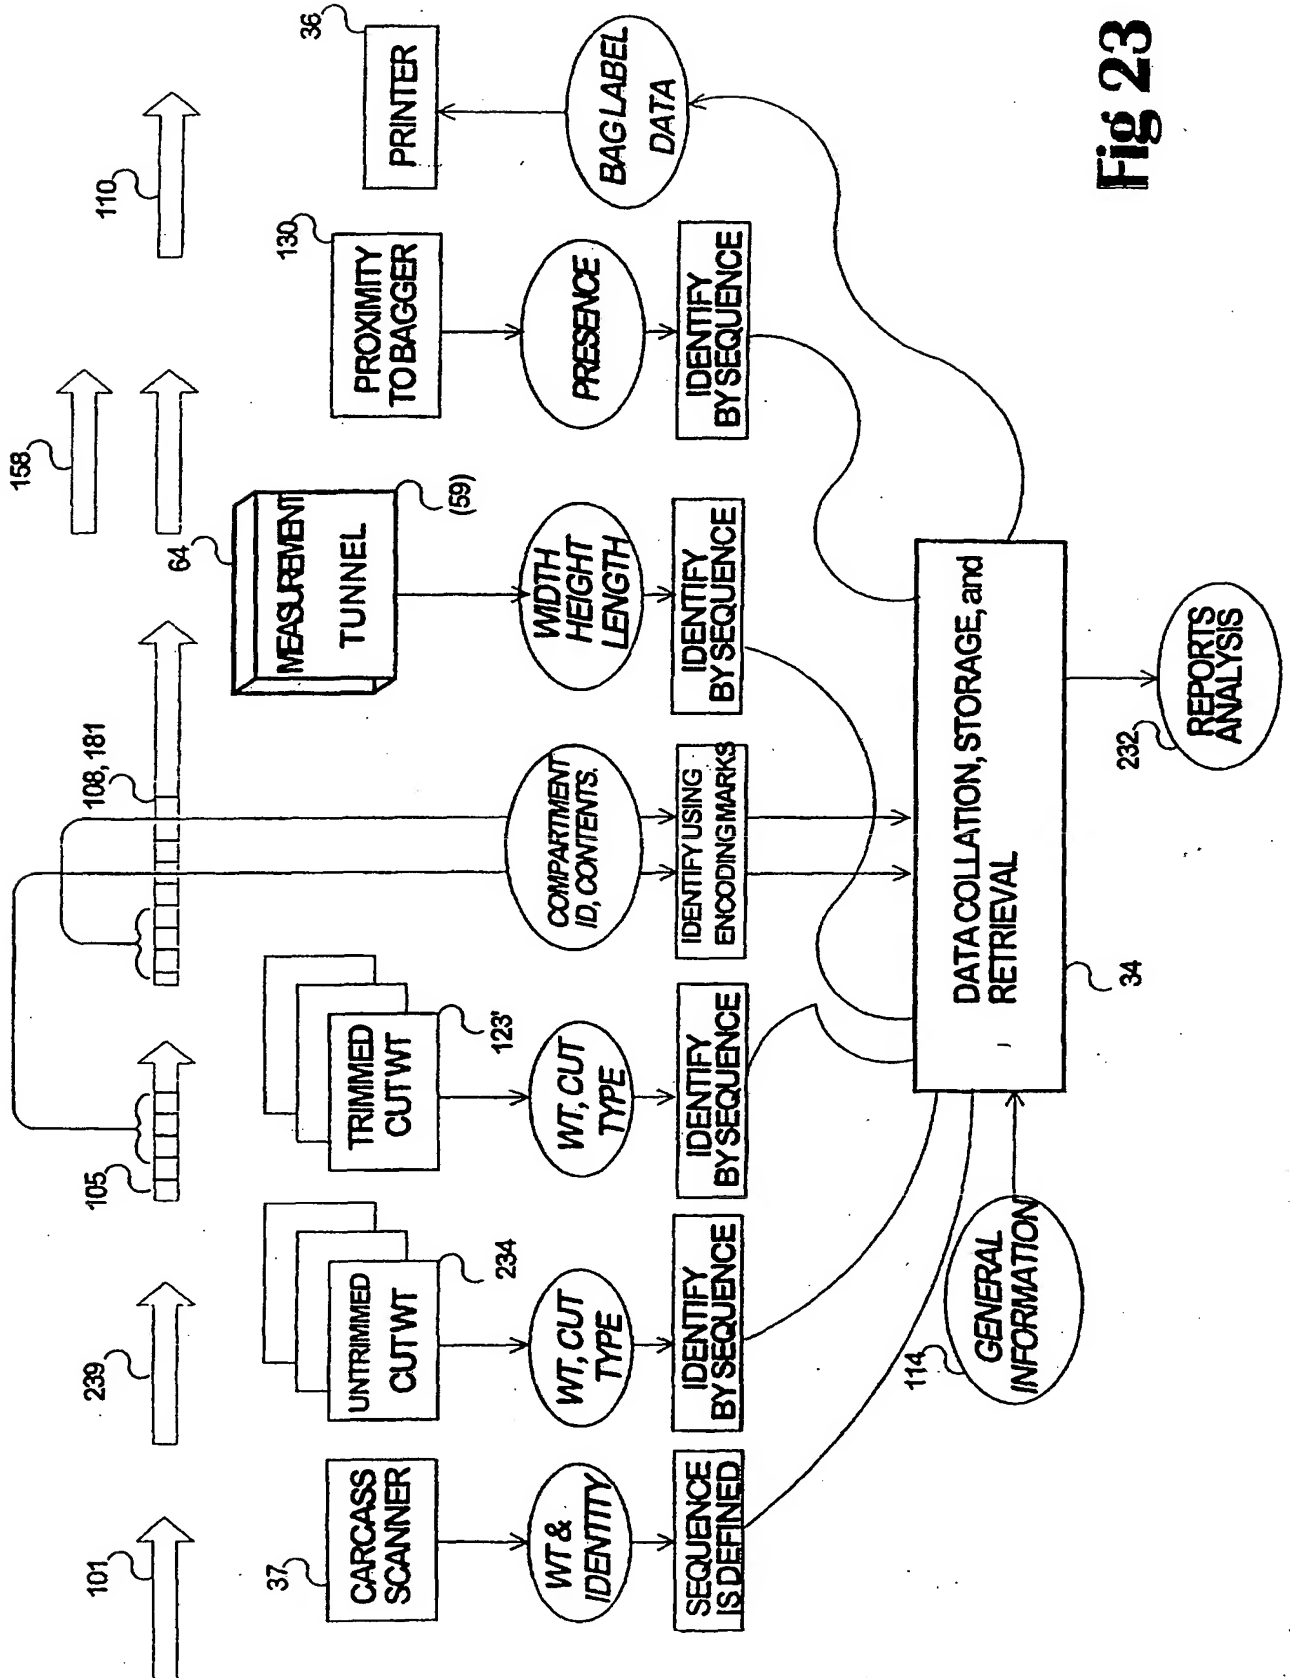 101
239
105
108, 181
158
110
37
CARCASS
SCANNER
UNTRIMMED
CUT WT
234
TRIMMED
CUT WT
123'
64
MEASUREMENT
TUNNEL
(59)
PROXIMITY
TO BAGGER
130
PRINTER
36
WT &
IDENTITY
WT, CUT
TYPE
WT, CUT
TYPE
COMPARTMENT
ID, CONTENTS.
WIDTH
HEIGHT
LENGTH
PRESENCE
BAG LABEL
DATA
SEQUENCE
IS DEFINED
IDENTIFY
BY SEQUENCE
IDENTIFY
BY SEQUENCE
IDENTIFY USING
ENCODING MARKS
IDENTIFY
BY SEQUENCE
IDENTIFY
BY SEQUENCE
114
GENERAL
INFORMATION
DATA COLLATION, STORAGE, and
RETRIEVAL
34
232
REPORTS
ANALYSIS
Fig 23